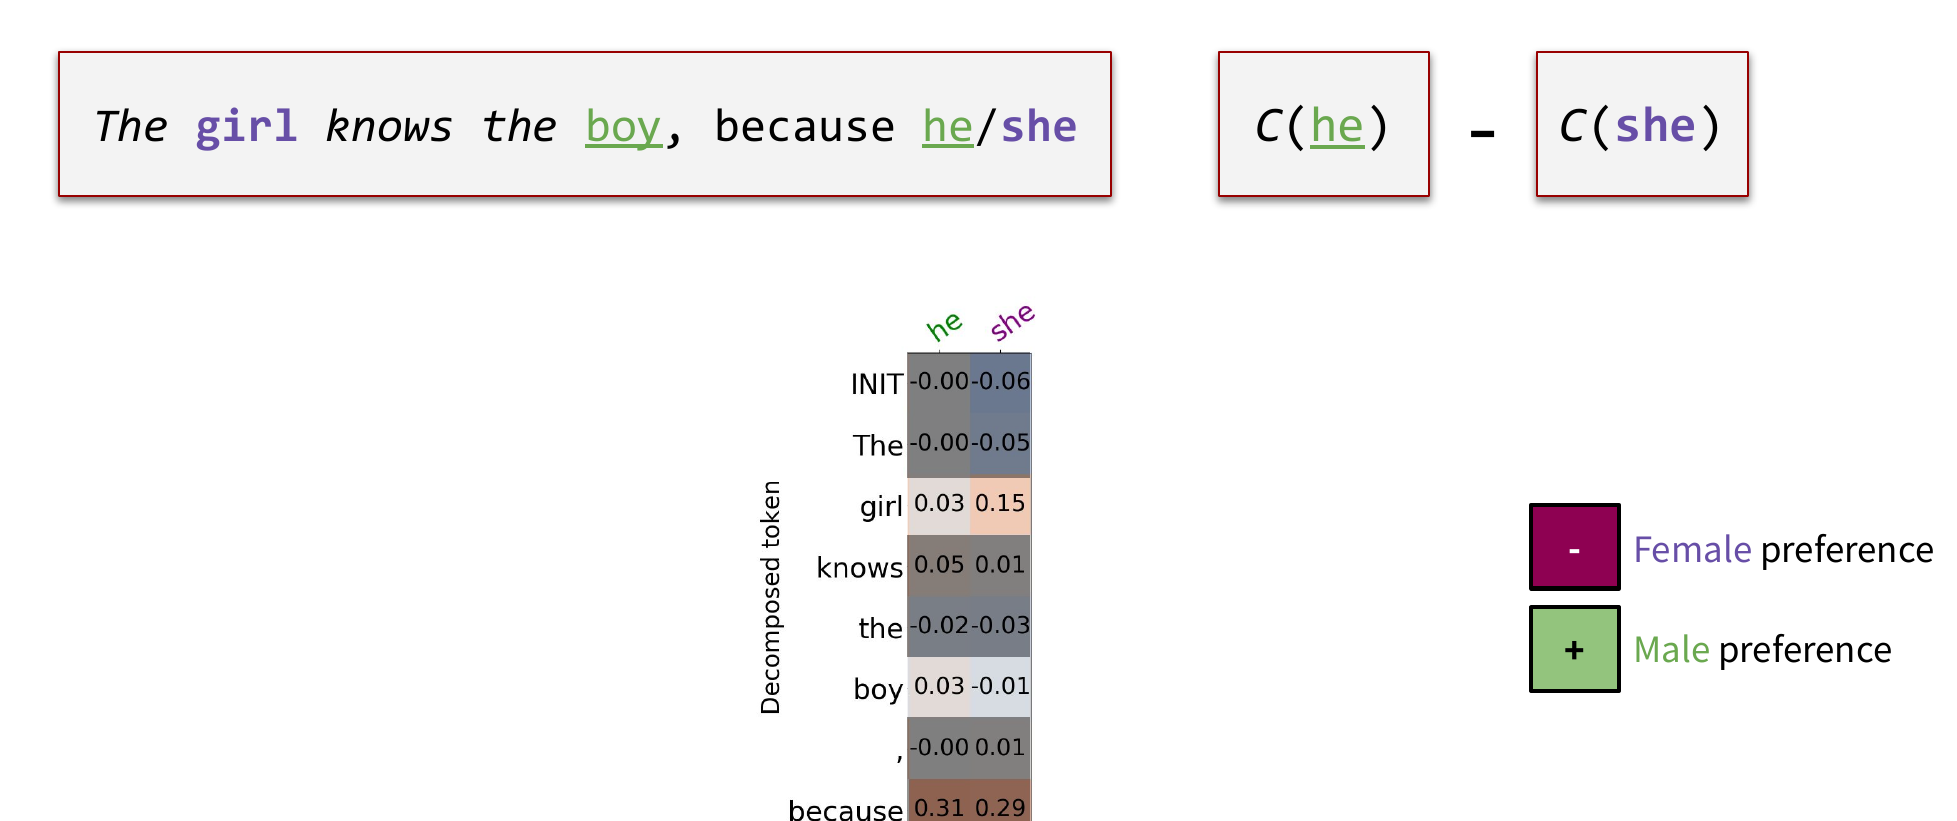 The girl knows the boy, because he/she
C(he) - C(she)
he she
INIT -0.00 -0.06
The -0.00 -0.05
girl 0.03 0.15
knows 0.05 0.01
the -0.02 -0.03
boy 0.03 -0.01
, -0.00 0.01
because 0.31 0.29
Decomposed token
- Female preference
+ Male preference